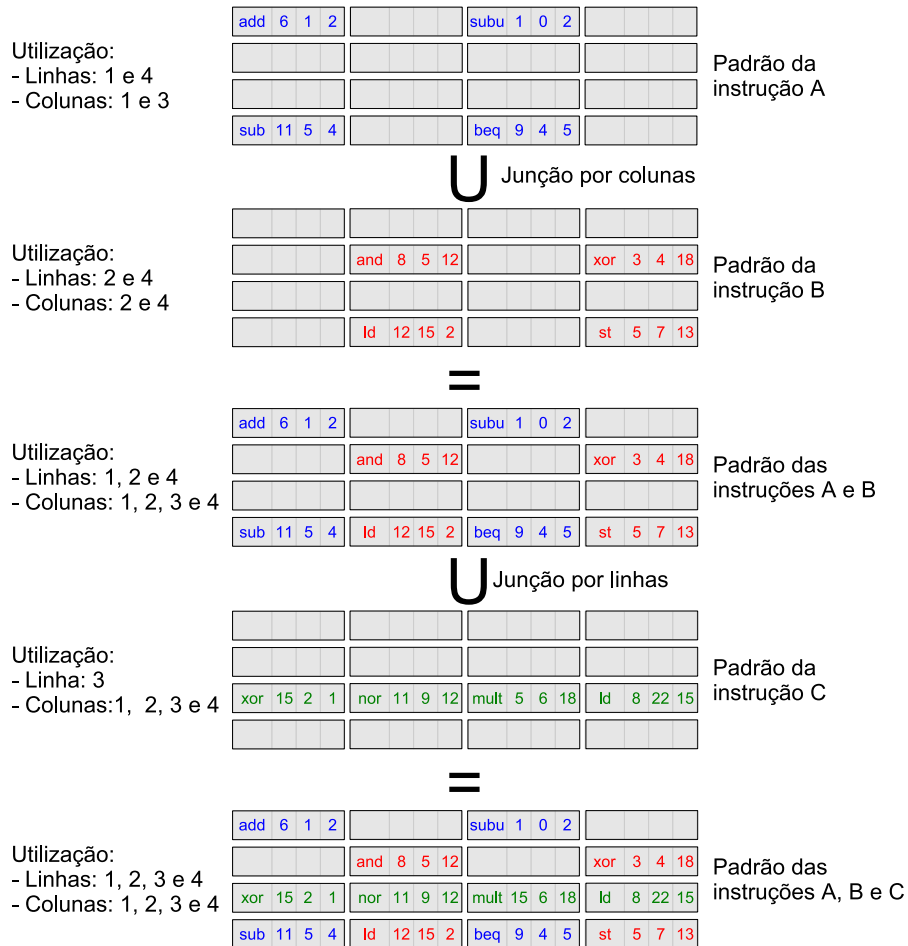 add 6 1 2 subu 1 0 2
Utilização:
- Linhas: 1 e 4
- Colunas: 1 e 3
Padrão da
instrução A
sub 11 5 4 beq 9 4 5
U Junção por colunas
Utilização:
- Linhas: 2 e 4
- Colunas: 2 e 4
and 8 5 12 xor 3 4 18
Padrão da
instrução B
ld 12 15 2 st 5 7 13
=
add 6 1 2 subu 1 0 2
Utilização:
- Linhas: 1, 2 e 4
- Colunas: 1, 2, 3 e 4
and 8 5 12 xor 3 4 18
Padrão das
instruções A e B
sub 11 5 4 ld 12 15 2 beq 9 4 5 st 5 7 13
U Junção por linhas
Utilização:
- Linha: 3
- Colunas:1, 2, 3 e 4
xor 15 2 1 nor 11 9 12 mult 5 6 18 ld 8 22 15
Padrão da
instrução C
=
add 6 1 2 subu 1 0 2
Utilização:
- Linhas: 1, 2, 3 e 4
- Colunas: 1, 2, 3 e 4
and 8 5 12 xor 3 4 18
xor 15 2 1 nor 11 9 12 mult 15 6 18 ld 8 22 15
Padrão das
instruções A, B e C
sub 11 5 4 ld 12 15 2 beq 9 4 5 st 5 7 13